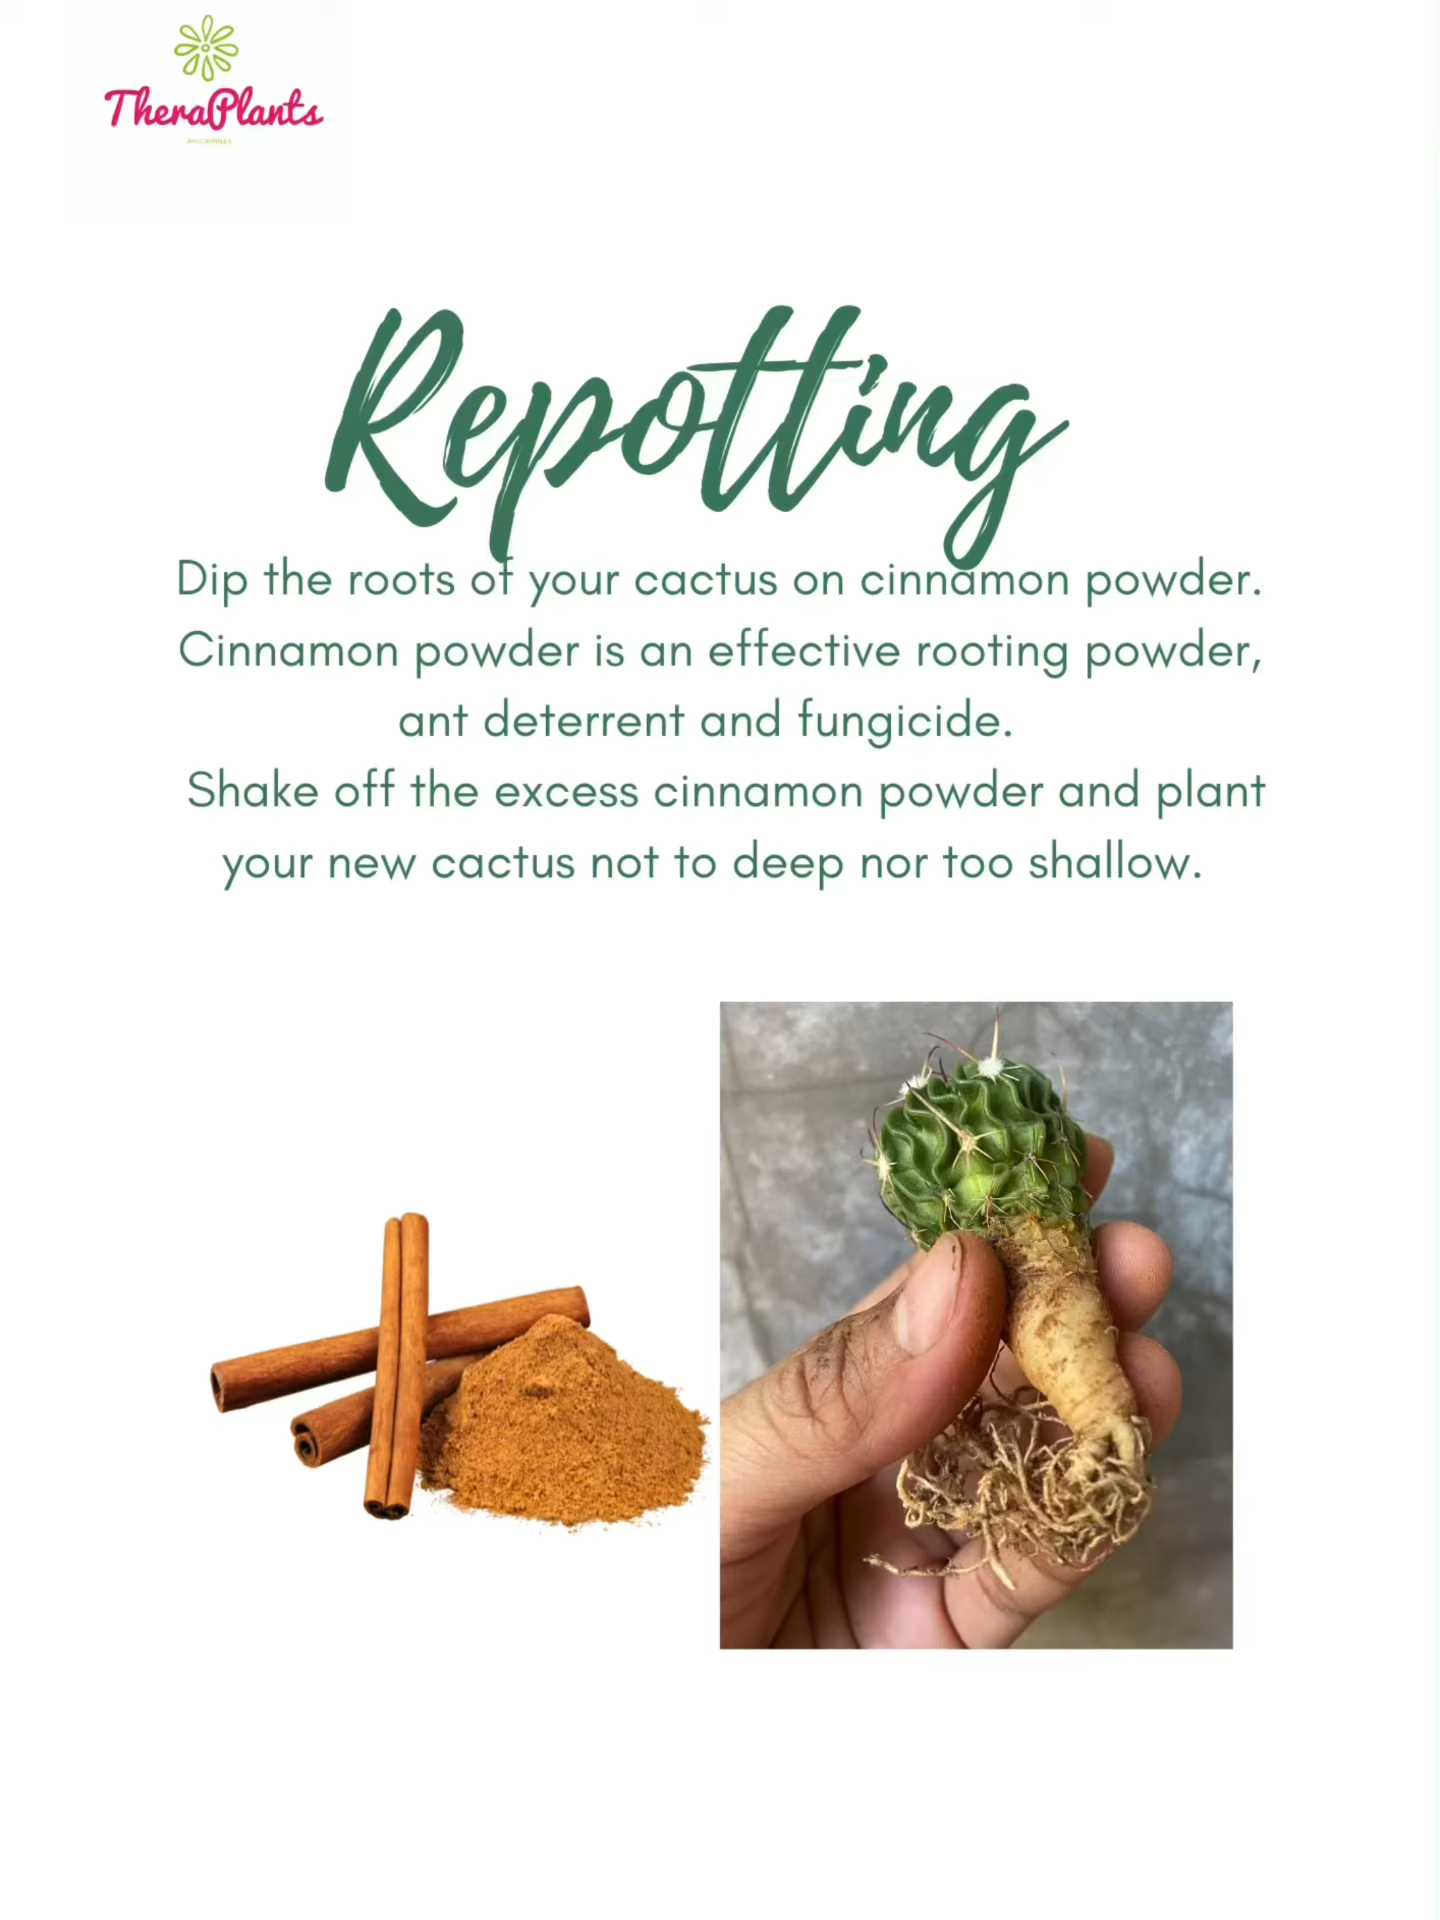 TheraPlants
PHILIPPINES
Repotting
Dip the roots of your cactus on cinnamon powder.
Cinnamon powder is an effective rooting powder,
ant deterrent and fungicide.
Shake off the excess cinnamon powder and plant
your new cactus not to deep nor too shallow.